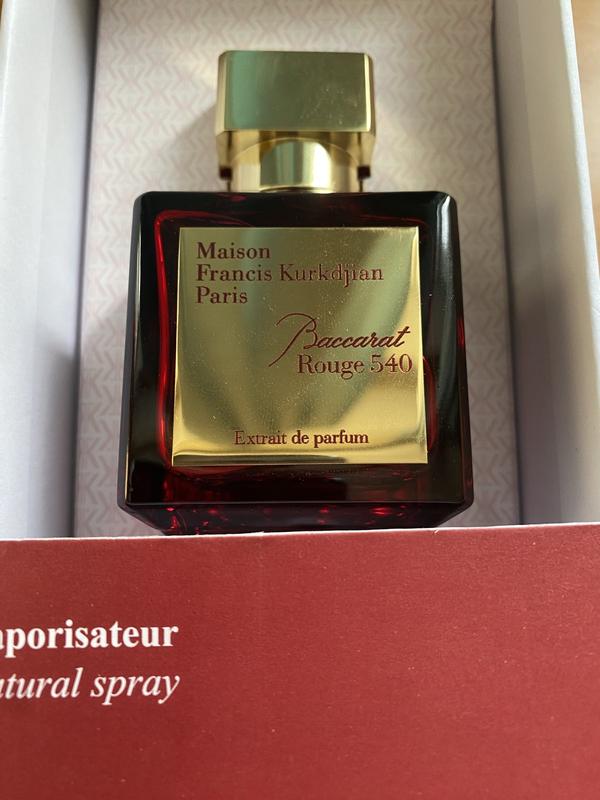 Maison
Francis Kurkdjian
Paris
Baccarat
Rouge 540
Extrait de parfum
aporisateur
atural spray